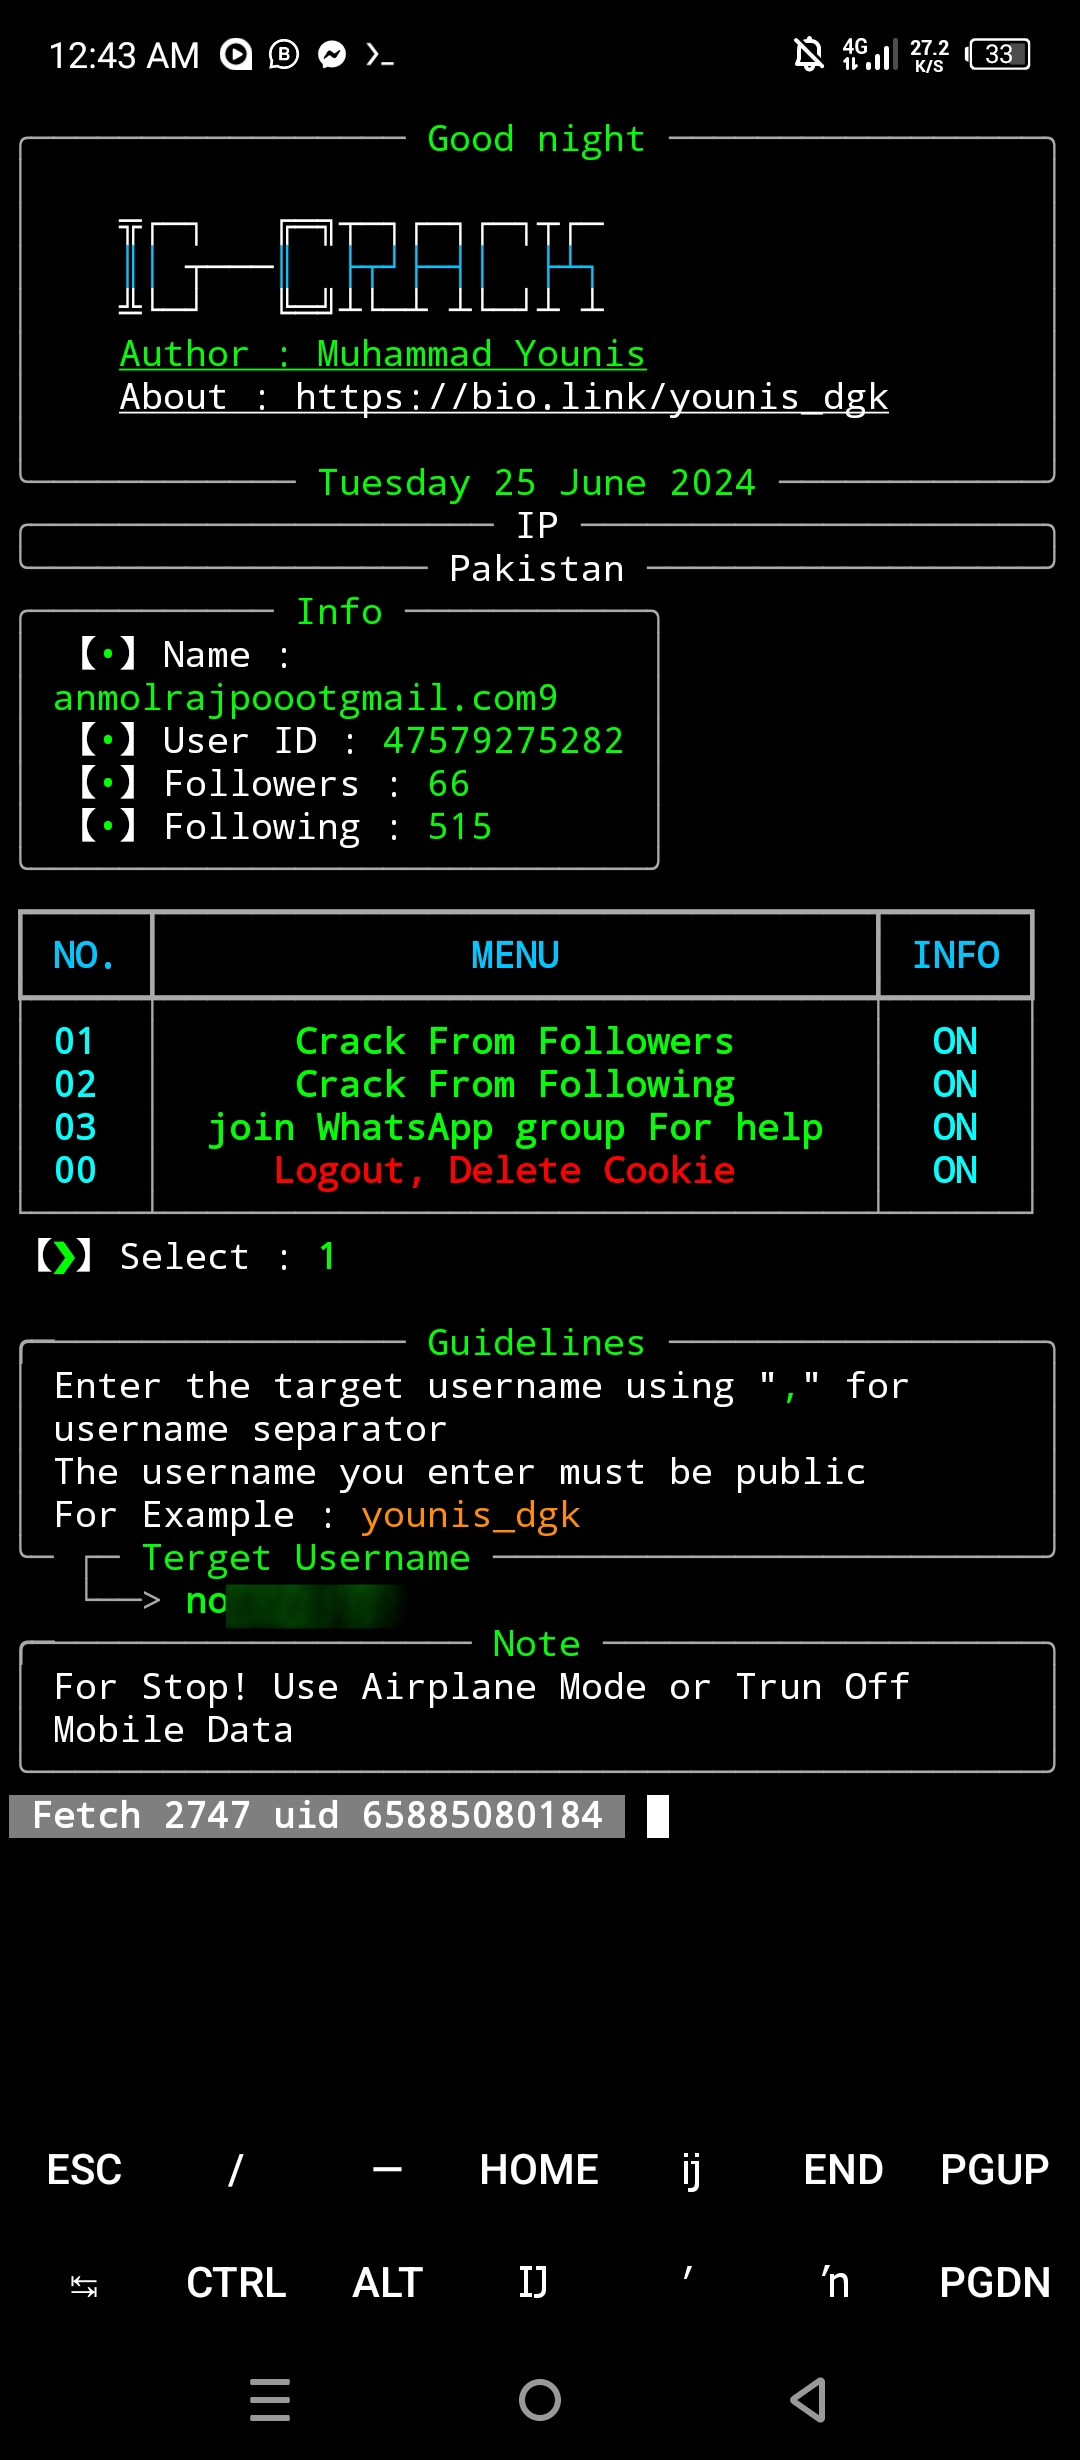 12:43 AM B 4G 27.2 K/S 33
Good night
IG-CRACK
Author : Muhammad Younis
About : https://bio.link/younis_dgk
Tuesday 25 June 2024
IP
Pakistan
Info
【•】 Name :
anmolrajpoootgmail.com9
【•】 User ID : 47579275282
【•】 Followers : 66
【•】 Following : 515
NO. MENU INFO
01 Crack From Followers ON
02 Crack From Following ON
03 join WhatsApp group For help ON
00 Logout, Delete Cookie ON
【❯】 Select : 1
Guidelines
Enter the target username using "," for
username separator
The username you enter must be public
For Example : younis_dgk
Terget Username
> no
Note
For Stop! Use Airplane Mode or Trun Off
Mobile Data
Fetch 2747 uid 65885080184
ESC / — HOME ĳ END PGUP
↹ CTRL ALT Ĳ ′ ŉ PGDN